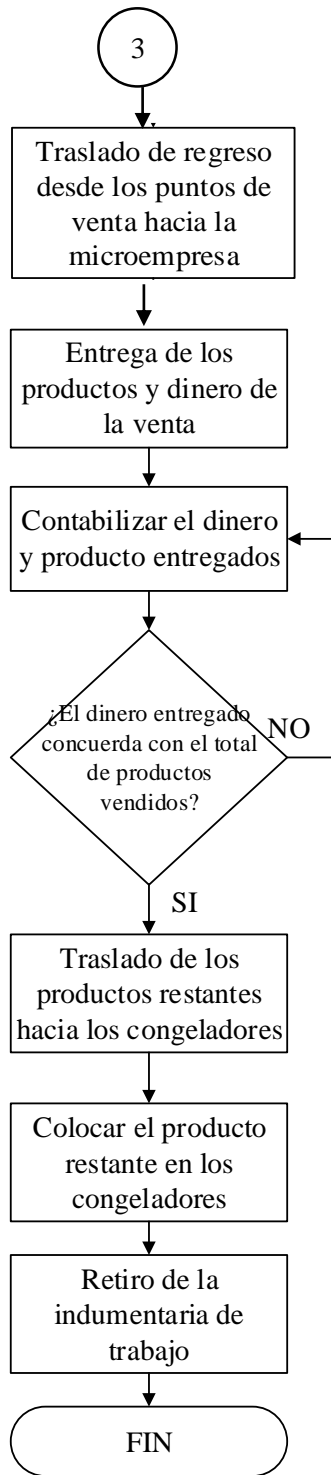 3
Traslado de regreso
desde los puntos de
venta hacia la
microempresa
Entrega de los
productos y dinero de
la venta
Contabilizar el dinero
y producto entregados
¿El dinero entregado
concuerda con el total
de productos
vendidos?
NO
SI
Traslado de los
productos restantes
hacia los congeladores
Colocar el producto
restante en los
congeladores
Retiro de la
indumentaria de
trabajo
FIN